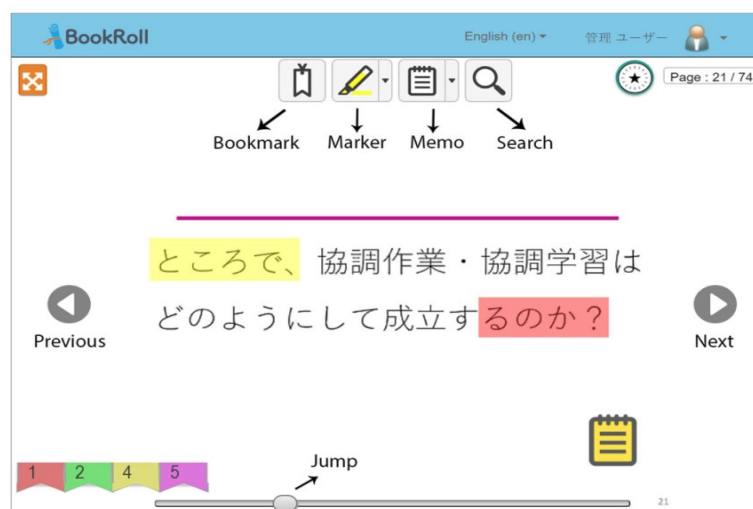 BookRoll
English (en)
管理 ユーザー
Page : 21 / 74
Bookmark
Marker
Memo
Search
ところで、協調作業・協調学習は
どのようにして成立するのか？
Previous
Next
1
2
4
5
Jump
21